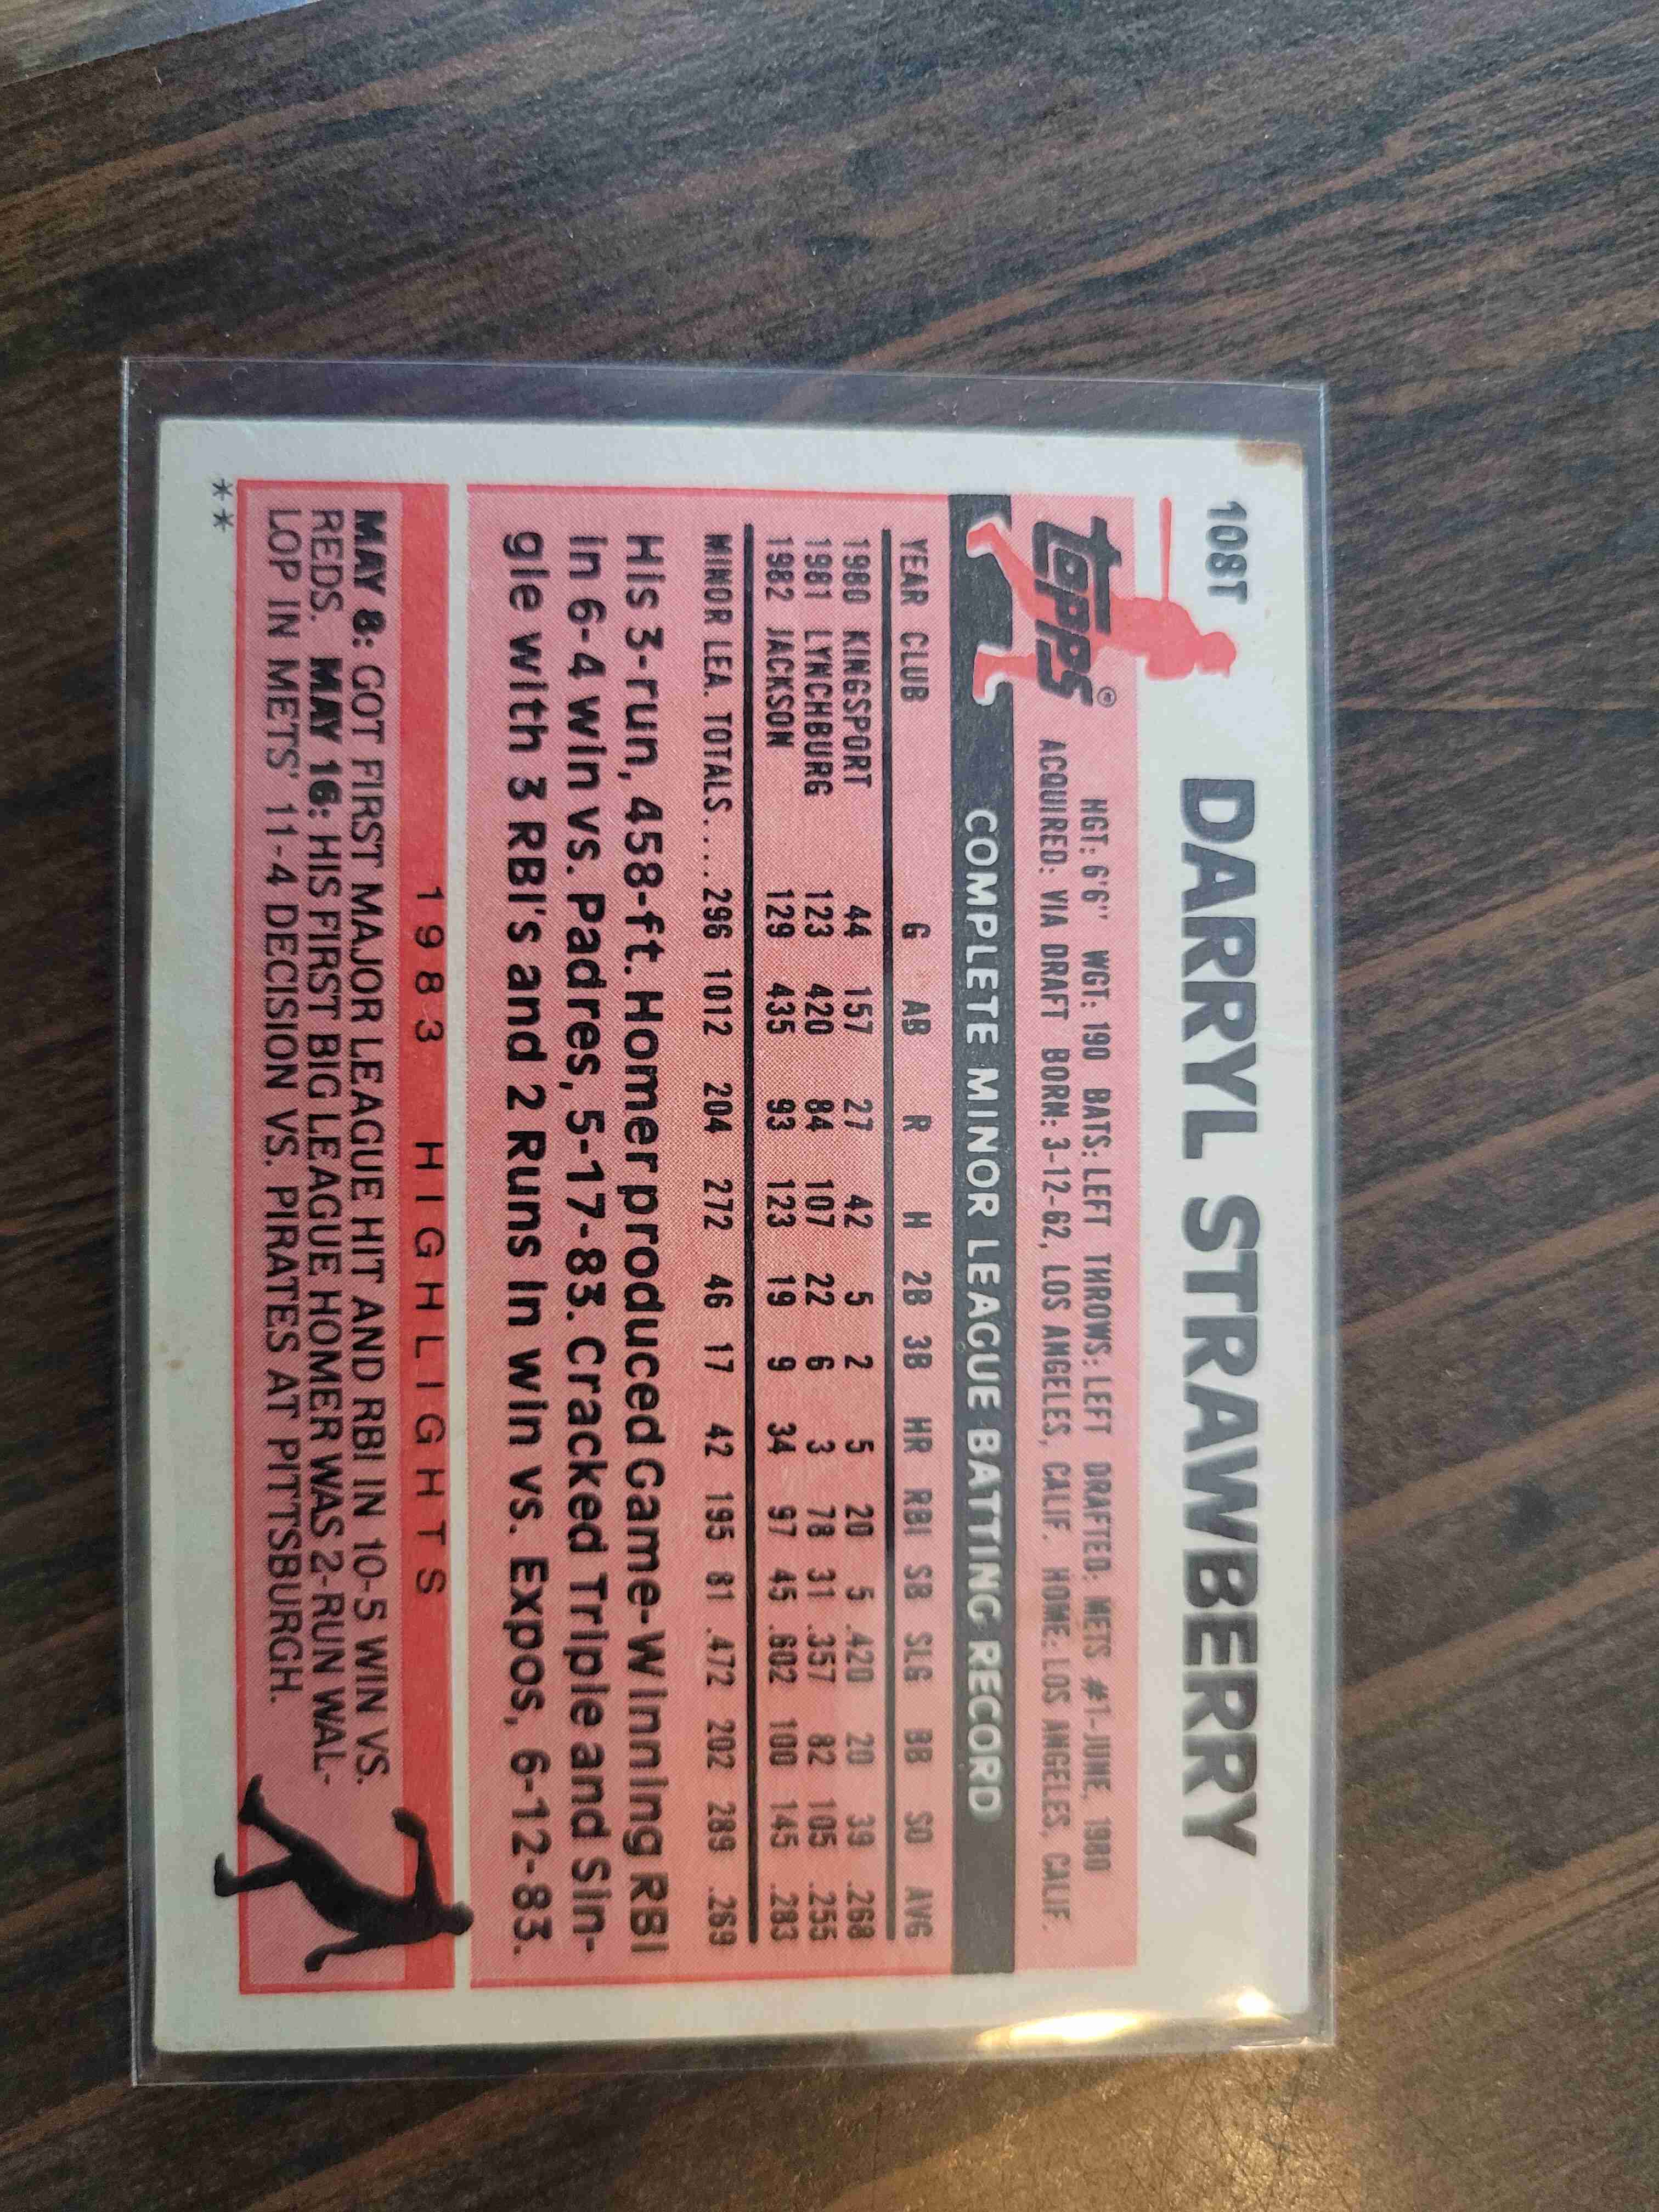 108T
DARRYL STRAWBERRY
TOPPS®
HGT: 6'6" WGT: 190 BATS: LEFT THROWS: LEFT DRAFTED: METS #1-JUNE, 1980
ACQUIRED: VIA DRAFT BORN: 3-12-62, LOS ANGELES, CALIF. HOME: LOS ANGELES, CALIF.
COMPLETE MINOR LEAGUE BATTING RECORD
YEAR CLUB G AB R H 2B 3B HR RBI SB SLG BB SO AVG
1980 KINGSPORT 44 157 27 42 5 2 5 20 5 .420 20 39 .268
1981 LYNCHBURG 123 420 84 107 22 6 3 78 31 .357 82 105 .255
1982 JACKSON 129 435 93 123 19 9 34 97 45 .602 100 145 .283
MINOR LEA. TOTALS.... 296 1012 204 272 46 17 42 195 81 .472 202 289 .269
His 3-run, 458-ft. Homer produced Game-Winning RBI
in 6-4 win vs. Padres, 5-17-83. Cracked Triple and Sin-
gle with 3 RBI's and 2 Runs in win vs. Expos, 6-12-83.
1983 HIGHLIGHTS
MAY 8: GOT FIRST MAJOR LEAGUE HIT AND RBI IN 10-5 WIN VS.
REDS. MAY 16: HIS FIRST BIG LEAGUE HOMER WAS 2-RUN WAL-
LOP IN METS' 11-4 DECISION VS. PIRATES AT PITTSBURGH.
**